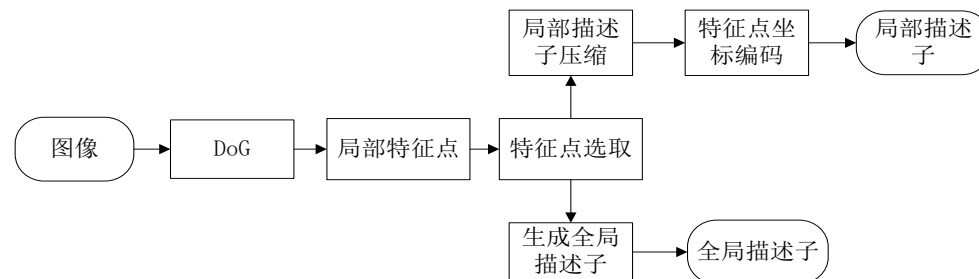 局部描述
子压缩
特征点坐
标编码
局部描述
子
图像
DoG
局部特征点
特征点选取
生成全局
描述子
全局描述子